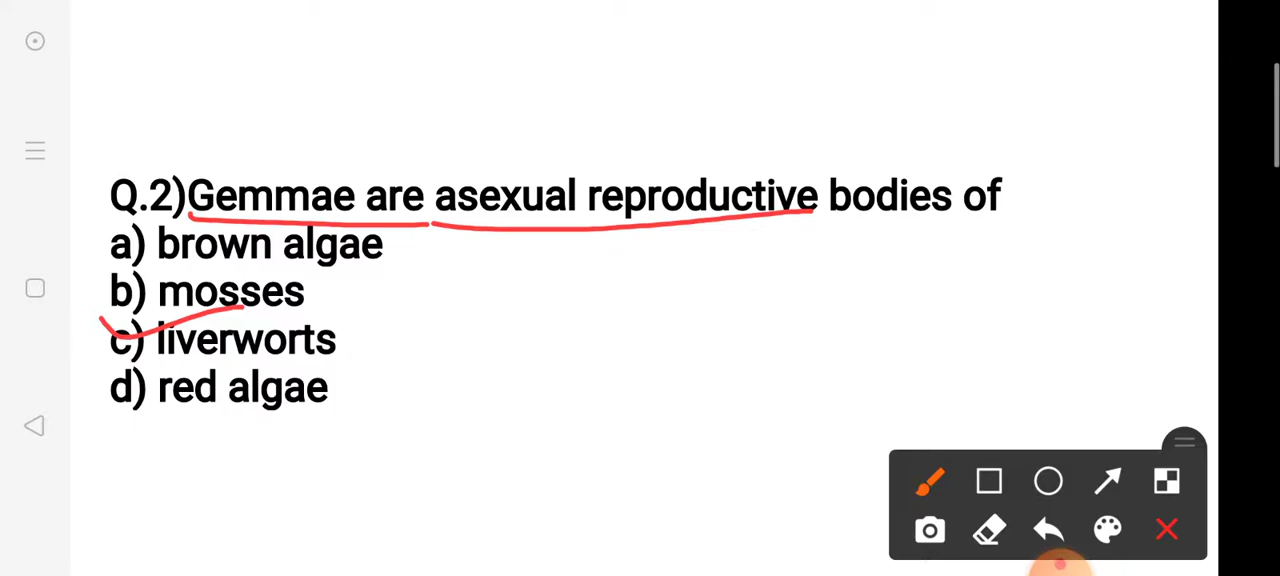 Q.2)Gemmae are asexual reproductive bodies of
a) brown algae
b) mosses
c) liverworts
d) red algae